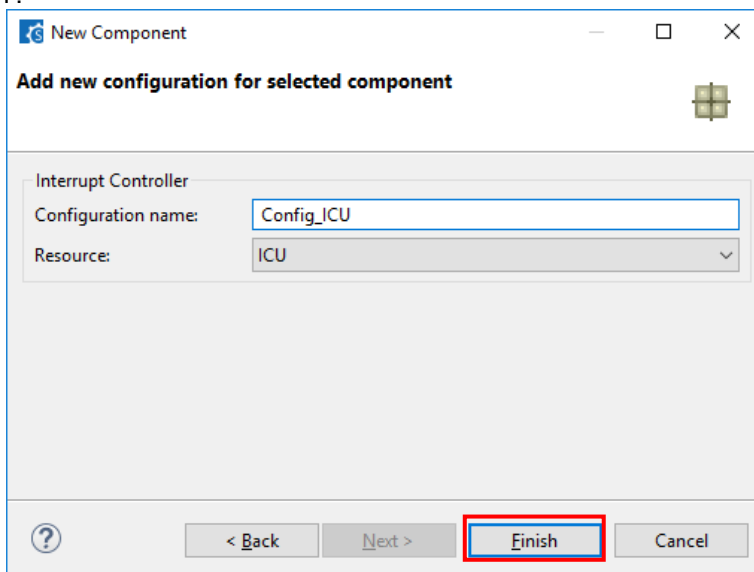 New Component
Add new configuration for selected component
Interrupt Controller
Configuration name: Config_ICU
Resource: ICU
? < Back Next > Finish Cancel